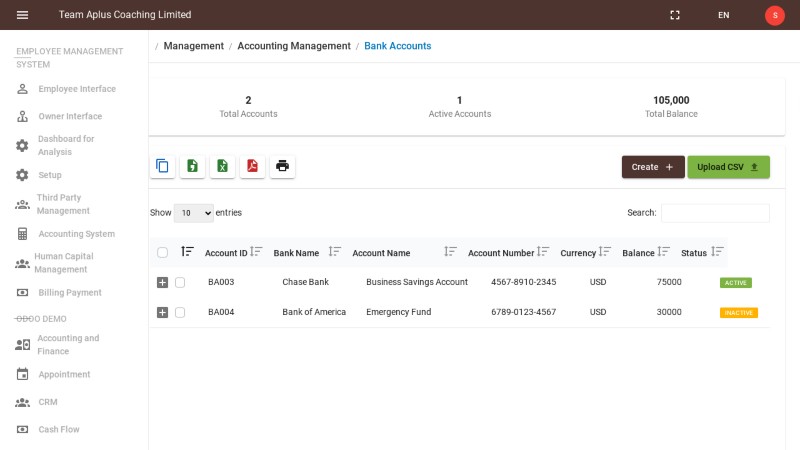 Team Aplus Coaching Limited
EN
S
EMPLOYEE MANAGEMENT
SYSTEM
Employee Interface
Owner Interface
Dashboard for
Analysis
Setup
Third Party
Management
Accounting System
Human Capital
Management
Billing Payment
ODOO DEMO
Accounting and
Finance
Appointment
CRM
Cash Flow
/ Management / Accounting Management / Bank Accounts
2 1 105,000
Total Accounts Active Accounts Total Balance
Create + Upload CSV
Show 10 entries Search:
Account ID Bank Name Account Name Account Number Currency Balance Status
BA003 Chase Bank Business Savings Account 4567-8910-2345 USD 75000 ACTIVE
BA004 Bank of America Emergency Fund 6789-0123-4567 USD 30000 INACTIVE